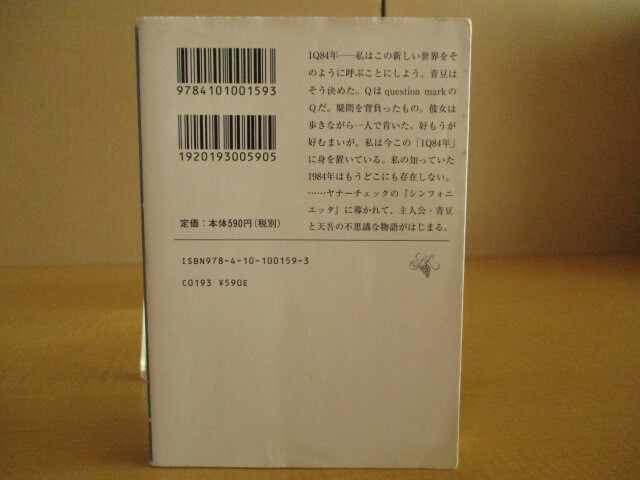 9784101001593
1920193005905
定価：本体590円（税別）
1Q84年──私はこの新しい世界をそ
のように呼ぶことにしよう、青豆は
そう決めた。Qはquestion markの
Qだ。疑問を背負ったもの。彼女は
歩きながら一人で肯いた。好もうが
好むまいが、私は今この「1Q84年」
に身を置いている。私の知っていた
1984年はもうどこにも存在しない。
……ヤナーチェックの『シンフォニ
エッタ』に導かれて、主人公・青豆
と天吾の不思議な物語がはじまる。
ISBN978-4-10-100159-3
C0193 ¥590E